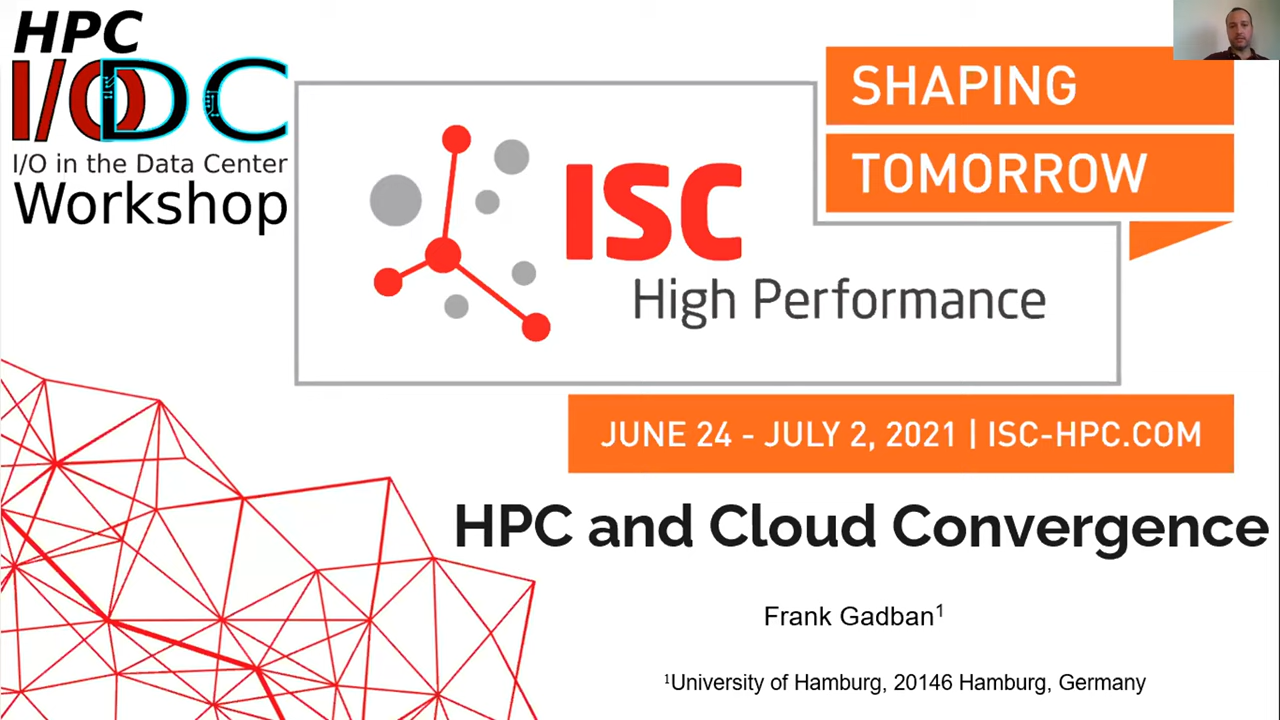 HPC
I/ODC
I/O in the Data Center
Workshop
SHAPING
TOMORROW
ISC
High Performance
JUNE 24 - JULY 2, 2021 | ISC-HPC.COM
HPC and Cloud Convergence
Frank Gadban¹
¹University of Hamburg, 20146 Hamburg, Germany